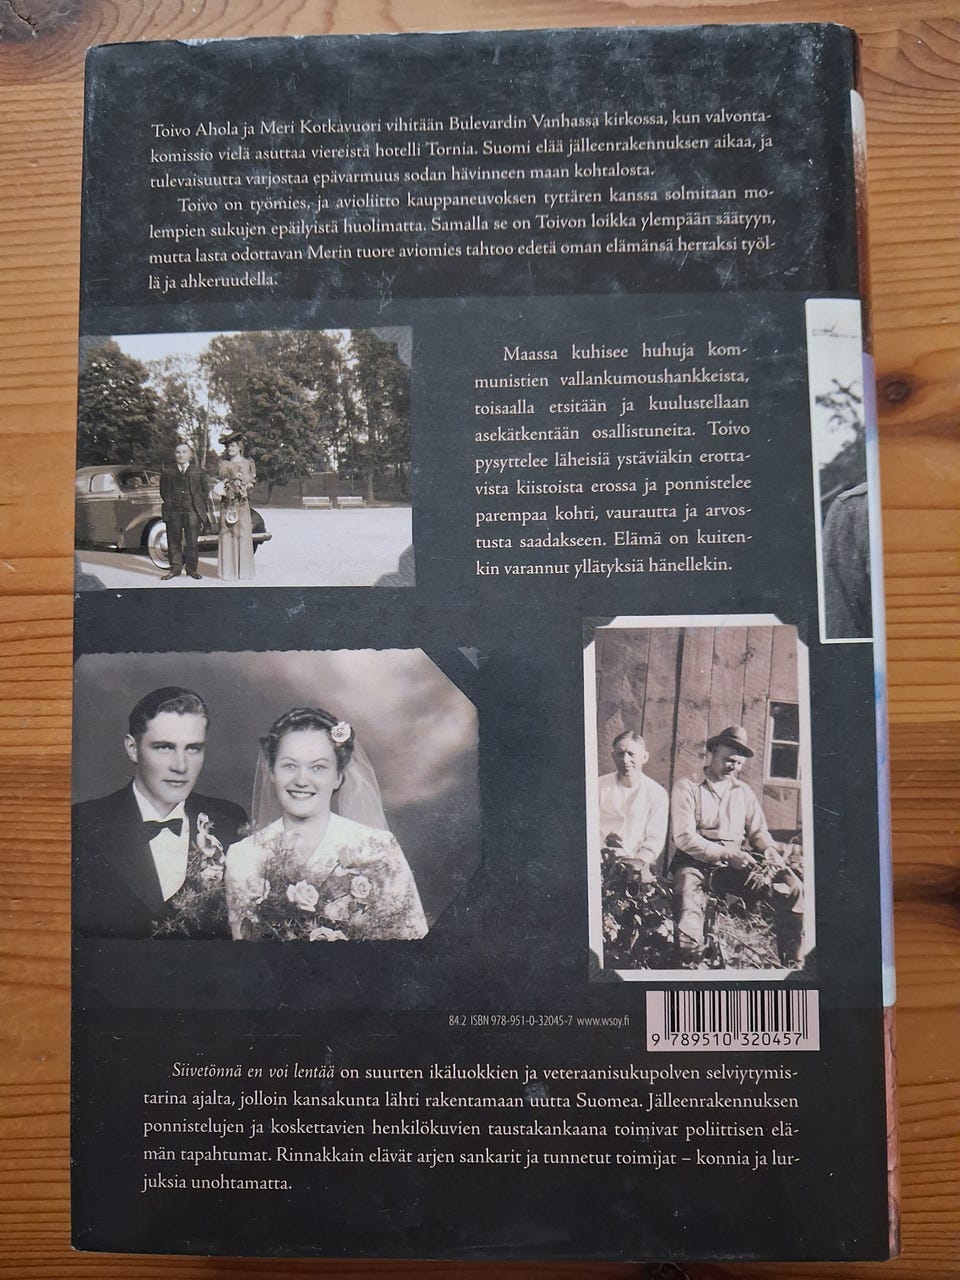 Toivo Ahola ja Meri Kotkavuori vihitään Bulevardin Vanhassa kirkossa, kun valvonta-
komissio vielä asuttaa viereistä hotelli Tornia. Suomi elää jälleenrakennuksen aikaa, ja
tulevaisuutta varjostaa epävarmuus sodan hävinneen maan kohtalosta.
Toivo on työmies, ja avioliitto kauppaneuvoksen tyttären kanssa solmitaan mo-
lempien sukujen epäilyistä huolimatta. Samalla se on Toivon loikka ylempään säätyyn,
mutta lasta odottavan Merin tuore aviomies tahtoo edetä oman elämänsä herraksi työl-
lä ja ahkeruudella.
Maassa kuhisee huhuja kom-
munistien vallankumoushankkeista,
toisaalla etsitään ja kuulustellaan
asekätkentään osallistuneita. Toivo
pysyttelee läheisiä ystäviäkin erotta-
vista kiistoista erossa ja ponnistelee
parempaa kohti, vaurautta ja arvos-
tusta saadakseen. Elämä on kuiten-
kin varannut yllätyksiä hänellekin.
84.2 ISBN 978-951-0-32045-7 www.wsoy.fi
9 789510 320457
Siivetönnä en voi lentää on suurten ikäluokkien ja veteraanisukupolven selviytymis-
tarina ajalta, jolloin kansakunta lähti rakentamaan uutta Suomea. Jälleenrakennuksen
ponnistelujen ja koskettavien henkilökuvien taustakankaana toimivat poliittisen elä-
män tapahtumat. Rinnakkain elävät arjen sankarit ja tunnetut toimijat – konnia ja lur-
juksia unohtamatta.